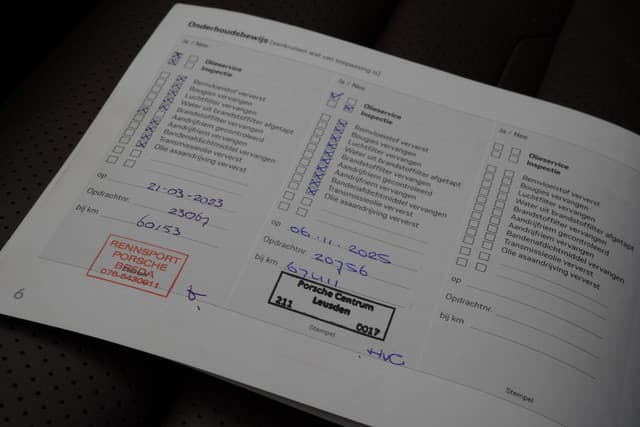 Onderhoudsbewijs (aankruisen wat van toepassing is)
Ja / Nee
Olieservice
Inspectie
Remvloeistof ververst
Bougies vervangen
Luchtfilter vervangen
Water uit brandstoffilter afgetapt
Brandstoffilter vervangen
Aandrijfriem gecontroleerd
Aandrijfriem vervangen
Bandenafdichtmiddel vervangen
Transmissieolie ververst
Olie asaandrijving ververst
op 21-03-2023
Opdrachtnr. 23067
bij km 60153
RENNSPORT
PORSCHE
BREDA
Ja / Nee
Olieservice
Inspectie
Remvloeistof ververst
Bougies vervangen
Luchtfilter vervangen
Water uit brandstoffilter afgetapt
Brandstoffilter vervangen
Aandrijfriem gecontroleerd
Aandrijfriem vervangen
Bandenafdichtmiddel vervangen
Transmissieolie ververst
Olie asaandrijving ververst
op 06.11.2025
Opdrachtnr. 20756
bij km 67411
Porsche Centrum
Leusden
211 0017
Stempel
HvC
Ja / Nee
Olieservice
Inspectie
Remvloeistof ververst
Bougies vervangen
Luchtfilter vervangen
Water uit brandstoffilter afgetapt
Brandstoffilter vervangen
Aandrijfriem gecontroleerd
Aandrijfriem vervangen
Bandenafdichtmiddel vervangen
Transmissieolie ververst
Olie asaandrijving ververst
op
Opdrachtnr.
bij km
Stempel
6